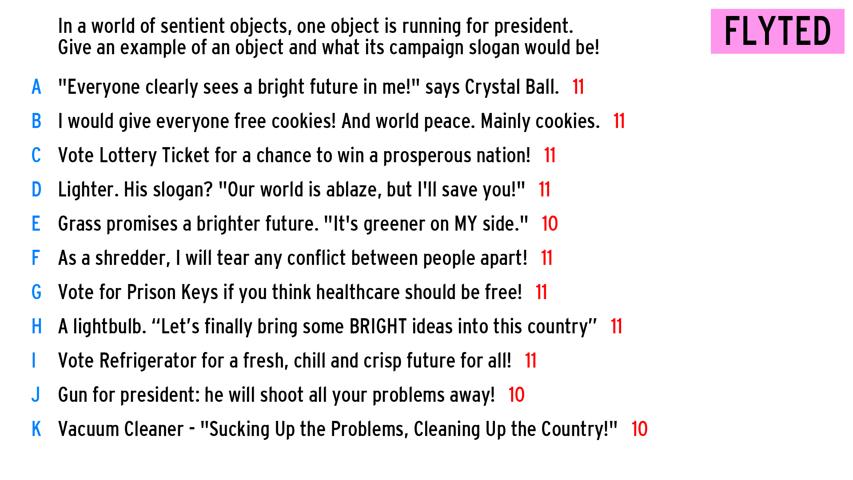 In a world of sentient objects, one object is running for president.
Give an example of an object and what its campaign slogan would be!
FLYTED
A "Everyone clearly sees a bright future in me!" says Crystal Ball. 11
B I would give everyone free cookies! And world peace. Mainly cookies. 11
C Vote Lottery Ticket for a chance to win a prosperous nation! 11
D Lighter. His slogan? "Our world is ablaze, but I'll save you!" 11
E Grass promises a brighter future. "It's greener on MY side." 10
F As a shredder, I will tear any conflict between people apart! 11
G Vote for Prison Keys if you think healthcare should be free! 11
H A lightbulb. “Let’s finally bring some BRIGHT ideas into this country” 11
I Vote Refrigerator for a fresh, chill and crisp future for all! 11
J Gun for president: he will shoot all your problems away! 10
K Vacuum Cleaner - "Sucking Up the Problems, Cleaning Up the Country!" 10